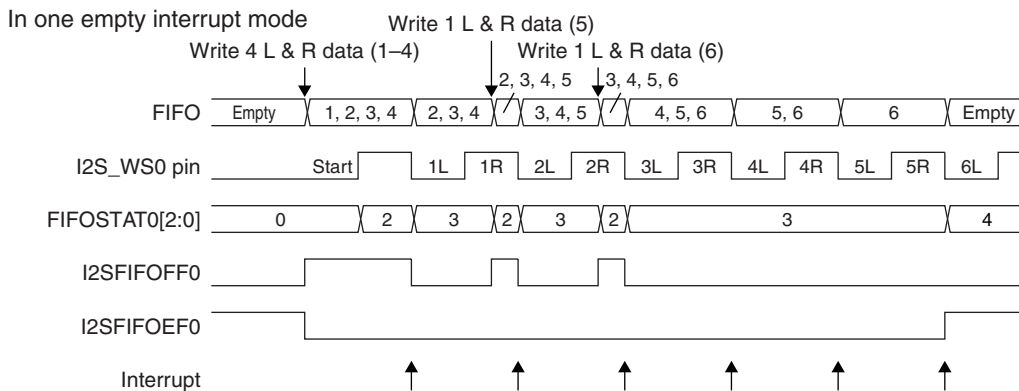 In one empty interrupt mode
Write 1 L & R data (5)
Write 4 L & R data (1–4)
Write 1 L & R data (6)
2, 3, 4, 5
3, 4, 5, 6
FIFO Empty 1, 2, 3, 4 2, 3, 4 3, 4, 5 4, 5, 6 5, 6 6 Empty
I2S_WS0 pin Start 1L 1R 2L 2R 3L 3R 4L 4R 5L 5R 6L
FIFOSTAT0[2:0] 0 2 3 2 3 2 3 4
I2SFIFOFF0
I2SFIFOEF0
Interrupt